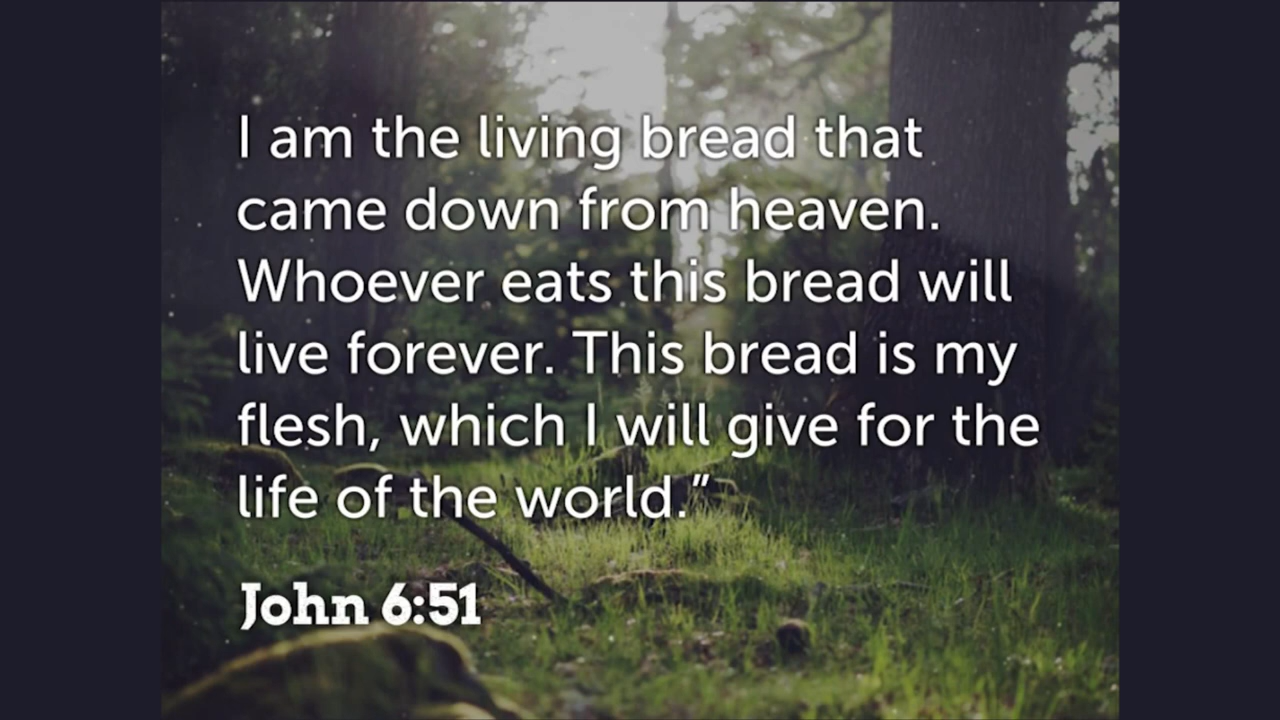 I am the living bread that
came down from heaven.
Whoever eats this bread will
live forever. This bread is my
flesh, which I will give for the
life of the world.”
John 6:51